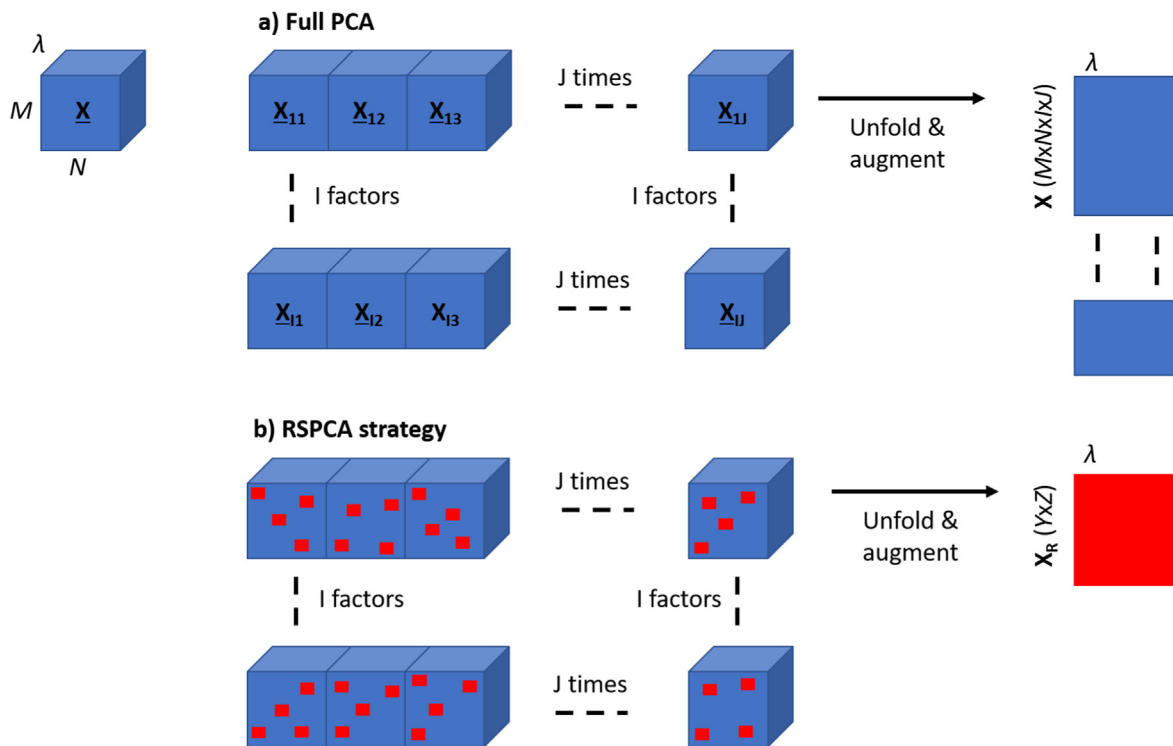 a) Full PCA
λ
M
X
N
X11
X12
X13
J times
X1J
I factors
I factors
XI1
XI2
XI3
J times
XIJ
Unfold &
augment
λ
X (MxNxIxJ)
b) RSPCA strategy
J times
I factors
I factors
J times
Unfold &
augment
λ
XR (YxZ)